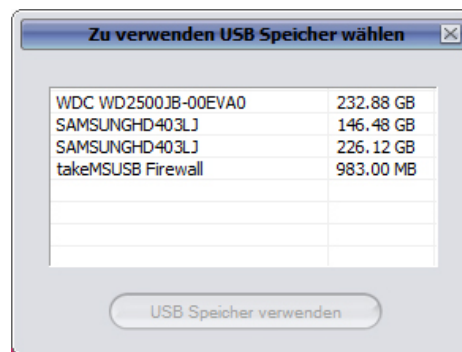 Zu verwenden USB Speicher wählen
WDC WD2500JB-00EVA0 232.88 GB
SAMSUNGHD403LJ 146.48 GB
SAMSUNGHD403LJ 226.12 GB
takeMSUSB Firewall 983.00 MB
USB Speicher verwenden